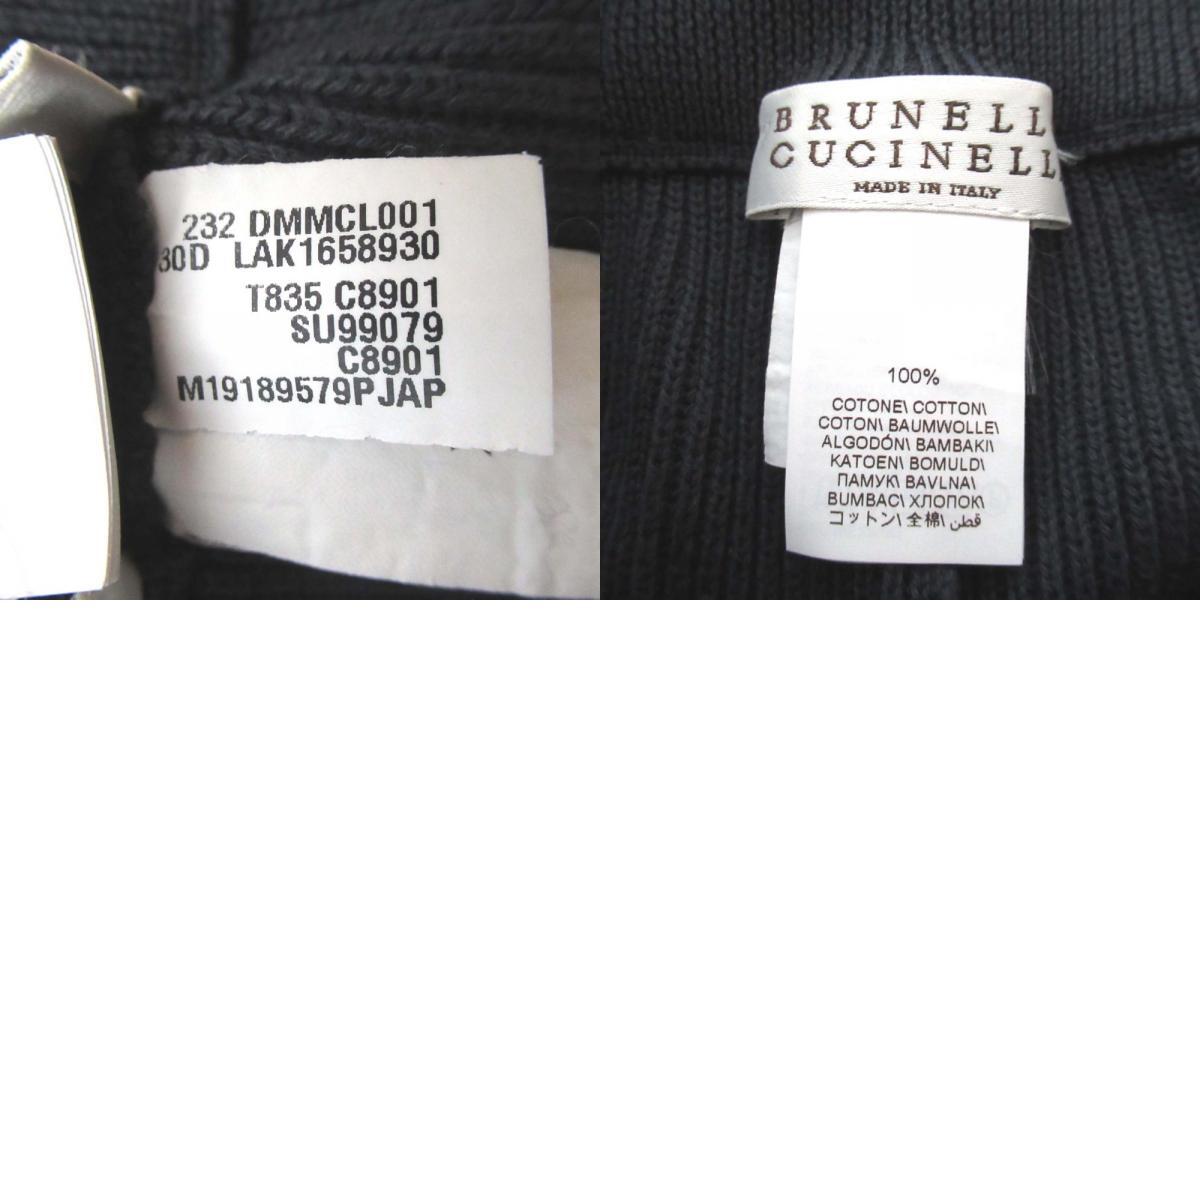 232 DMMCL001
30D LAK1658930
T835 C8901
SU99079
C8901
M19189579PJAP
BRUNELL
CUCINELL
MADE IN ITALY
100%
COTONE\ COTTON\
COTON\ BAUMWOLLE\
ALGODÓN\ BAMBAKI\
KATOEN\ BOMULD\
ПАМУК\ BAVLNA\
BUMBAC\ ХЛОПОК\
コットン\ 全棉\ قطن